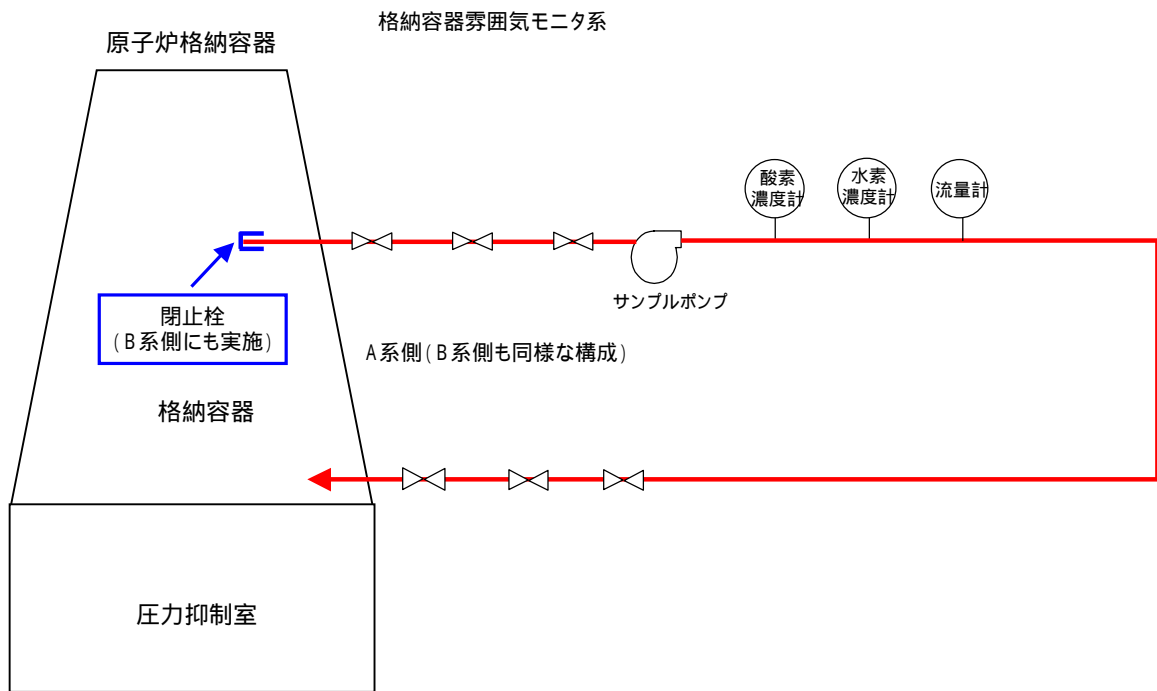 格納容器雰囲気モニタ系
原子炉格納容器
酸素
濃度計
水素
濃度計
流量計
サンプルポンプ
閉止栓
(B系側にも実施)
A系側(B系側も同様な構成)
格納容器
圧力抑制室